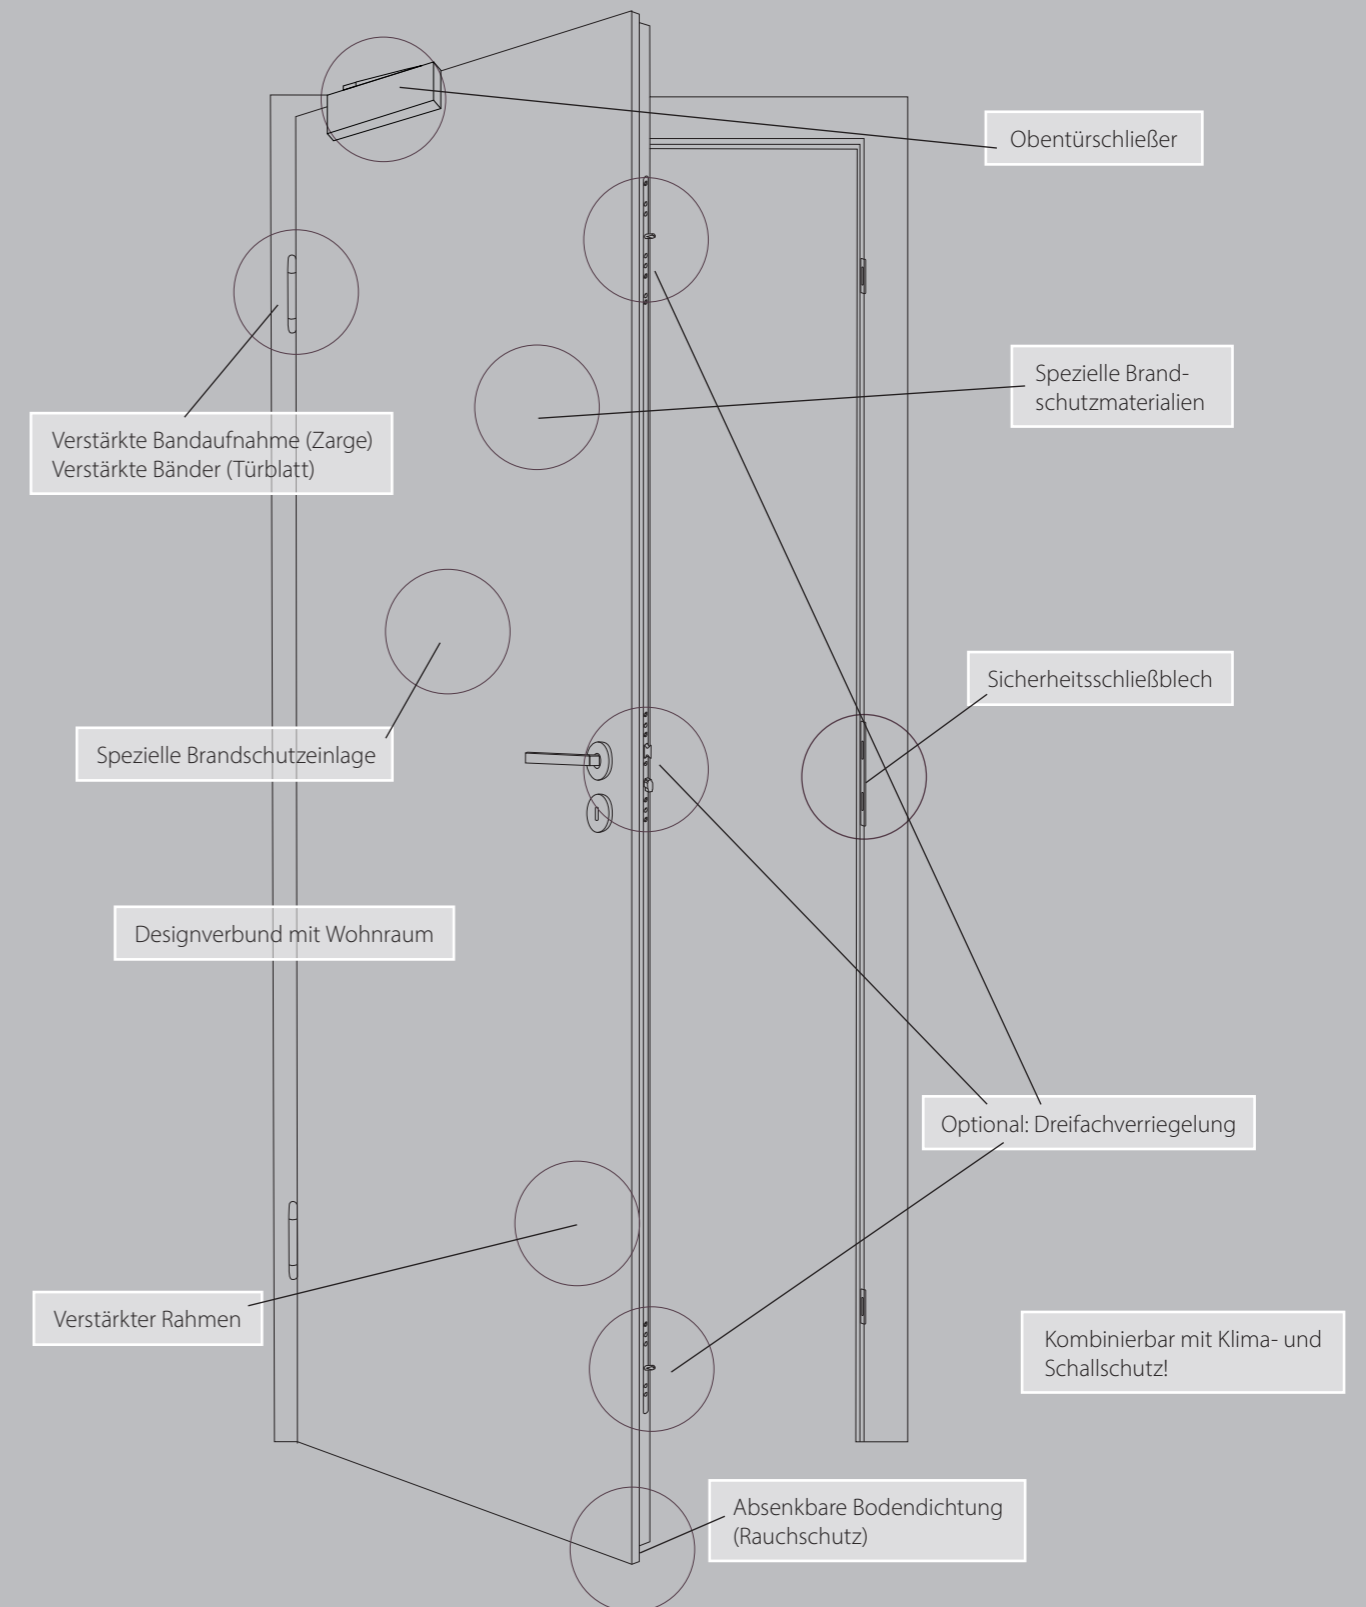 Obentürschließer
Spezielle Brand-
schutzmaterialien
Verstärkte Bandaufnahme (Zarge)
Verstärkte Bänder (Türblatt)
Sicherheitsschließblech
Spezielle Brandschutzeinlage
Designverbund mit Wohnraum
Optional: Dreifachverriegelung
Verstärkter Rahmen
Kombinierbar mit Klima- und
Schallschutz!
Absenkbare Bodendichtung
(Rauchschutz)